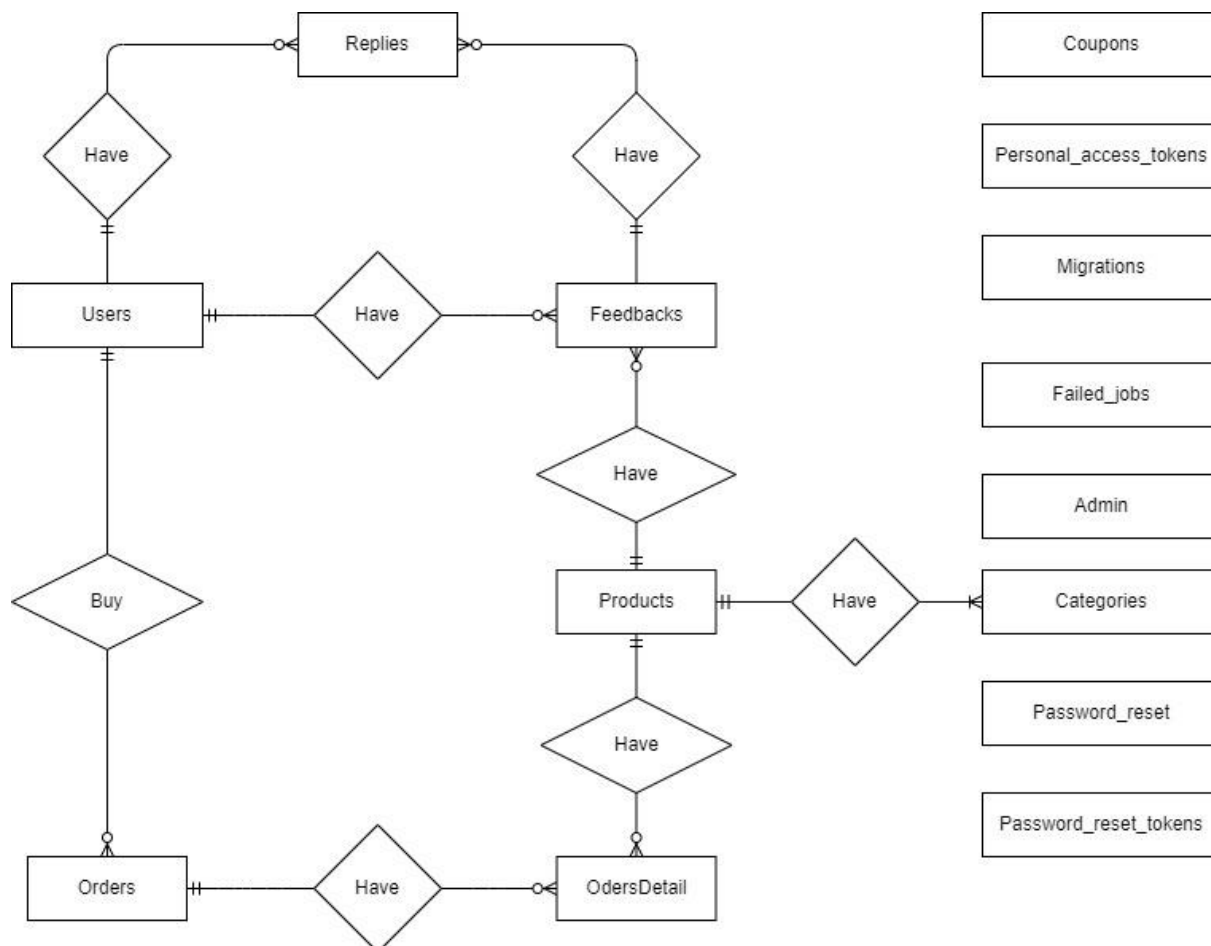 Replies
Coupons
Have
Have
Personal_access_tokens
Users
Have
Feedbacks
Migrations
Have
Failed_jobs
Admin
Buy
Products
Have
Categories
Have
Password_reset
Password_reset_tokens
Orders
Have
OdersDetail